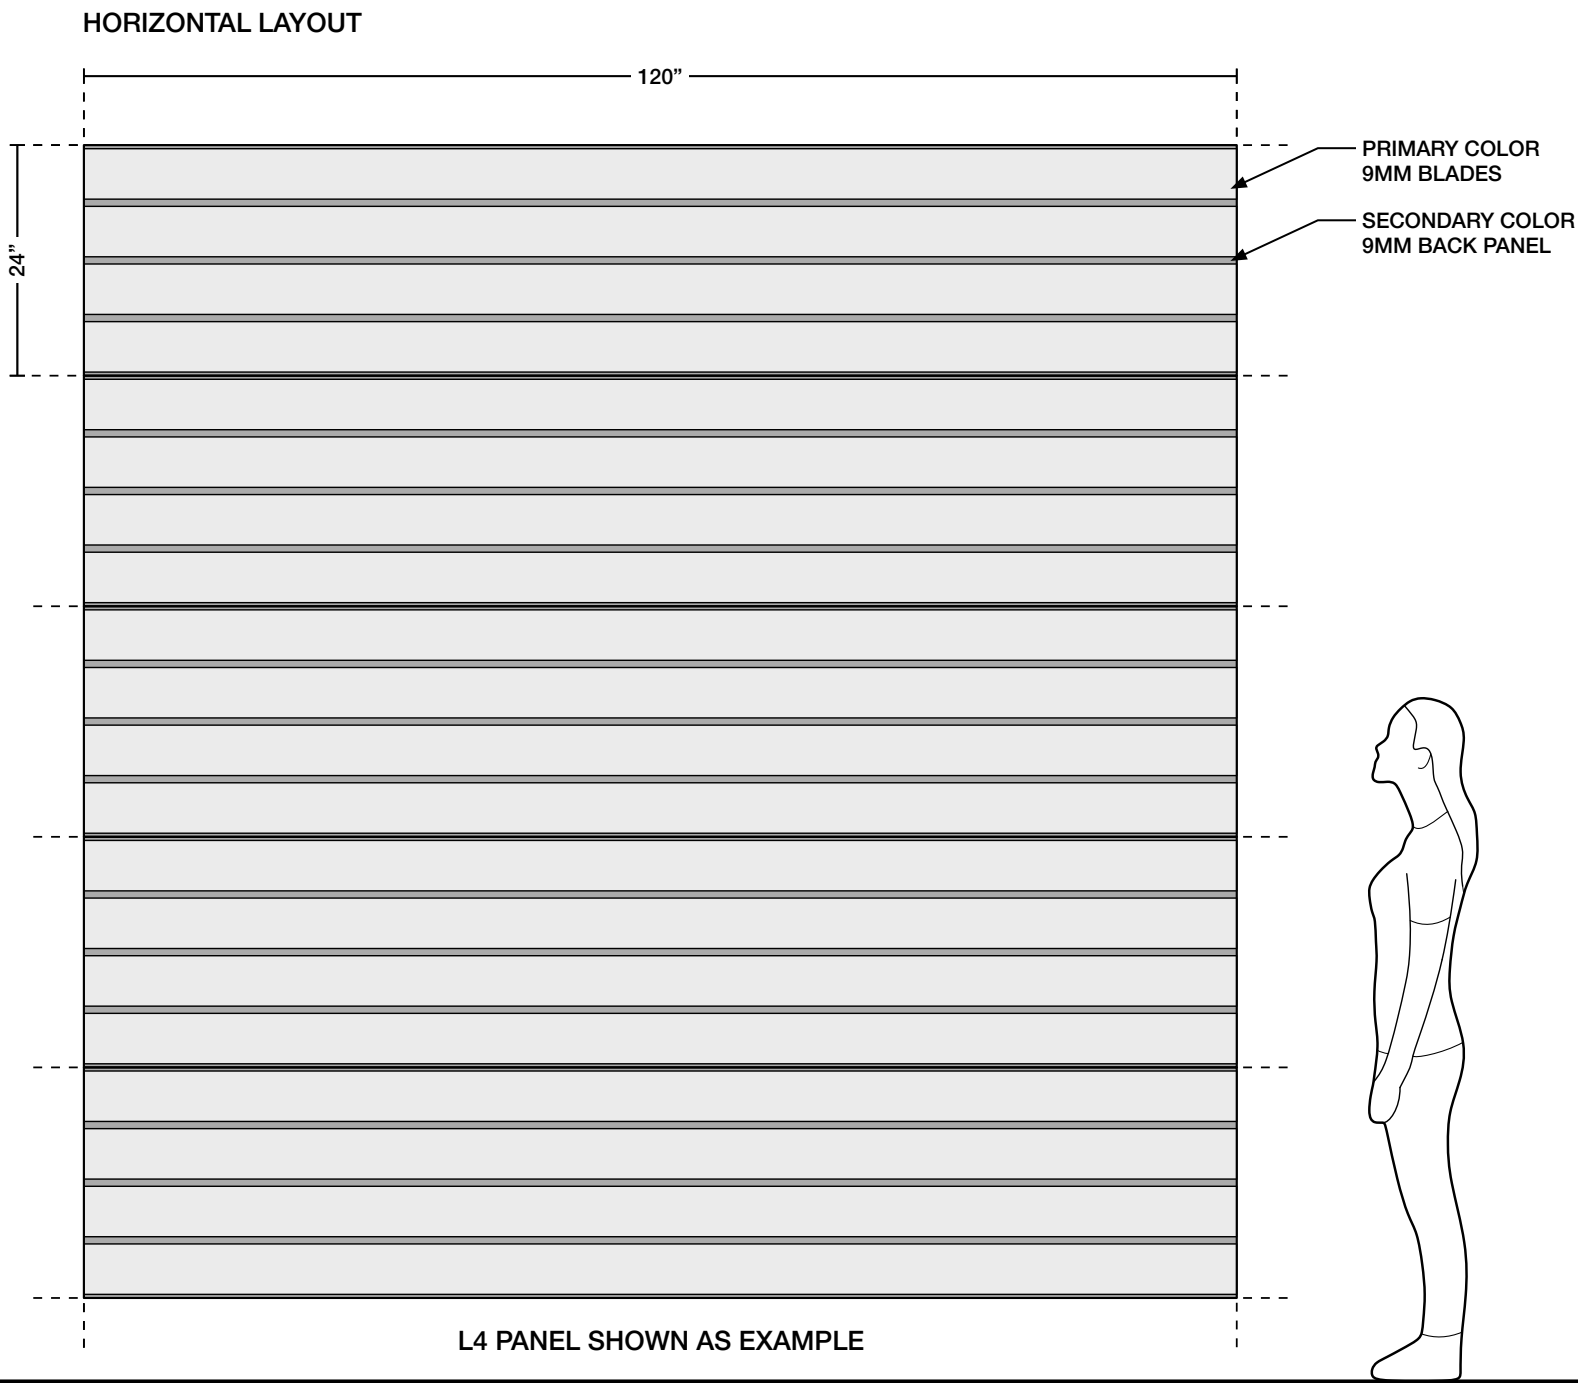 HORIZONTAL LAYOUT
120”
24”
PRIMARY COLOR
9MM BLADES
SECONDARY COLOR
9MM BACK PANEL
L4 PANEL SHOWN AS EXAMPLE